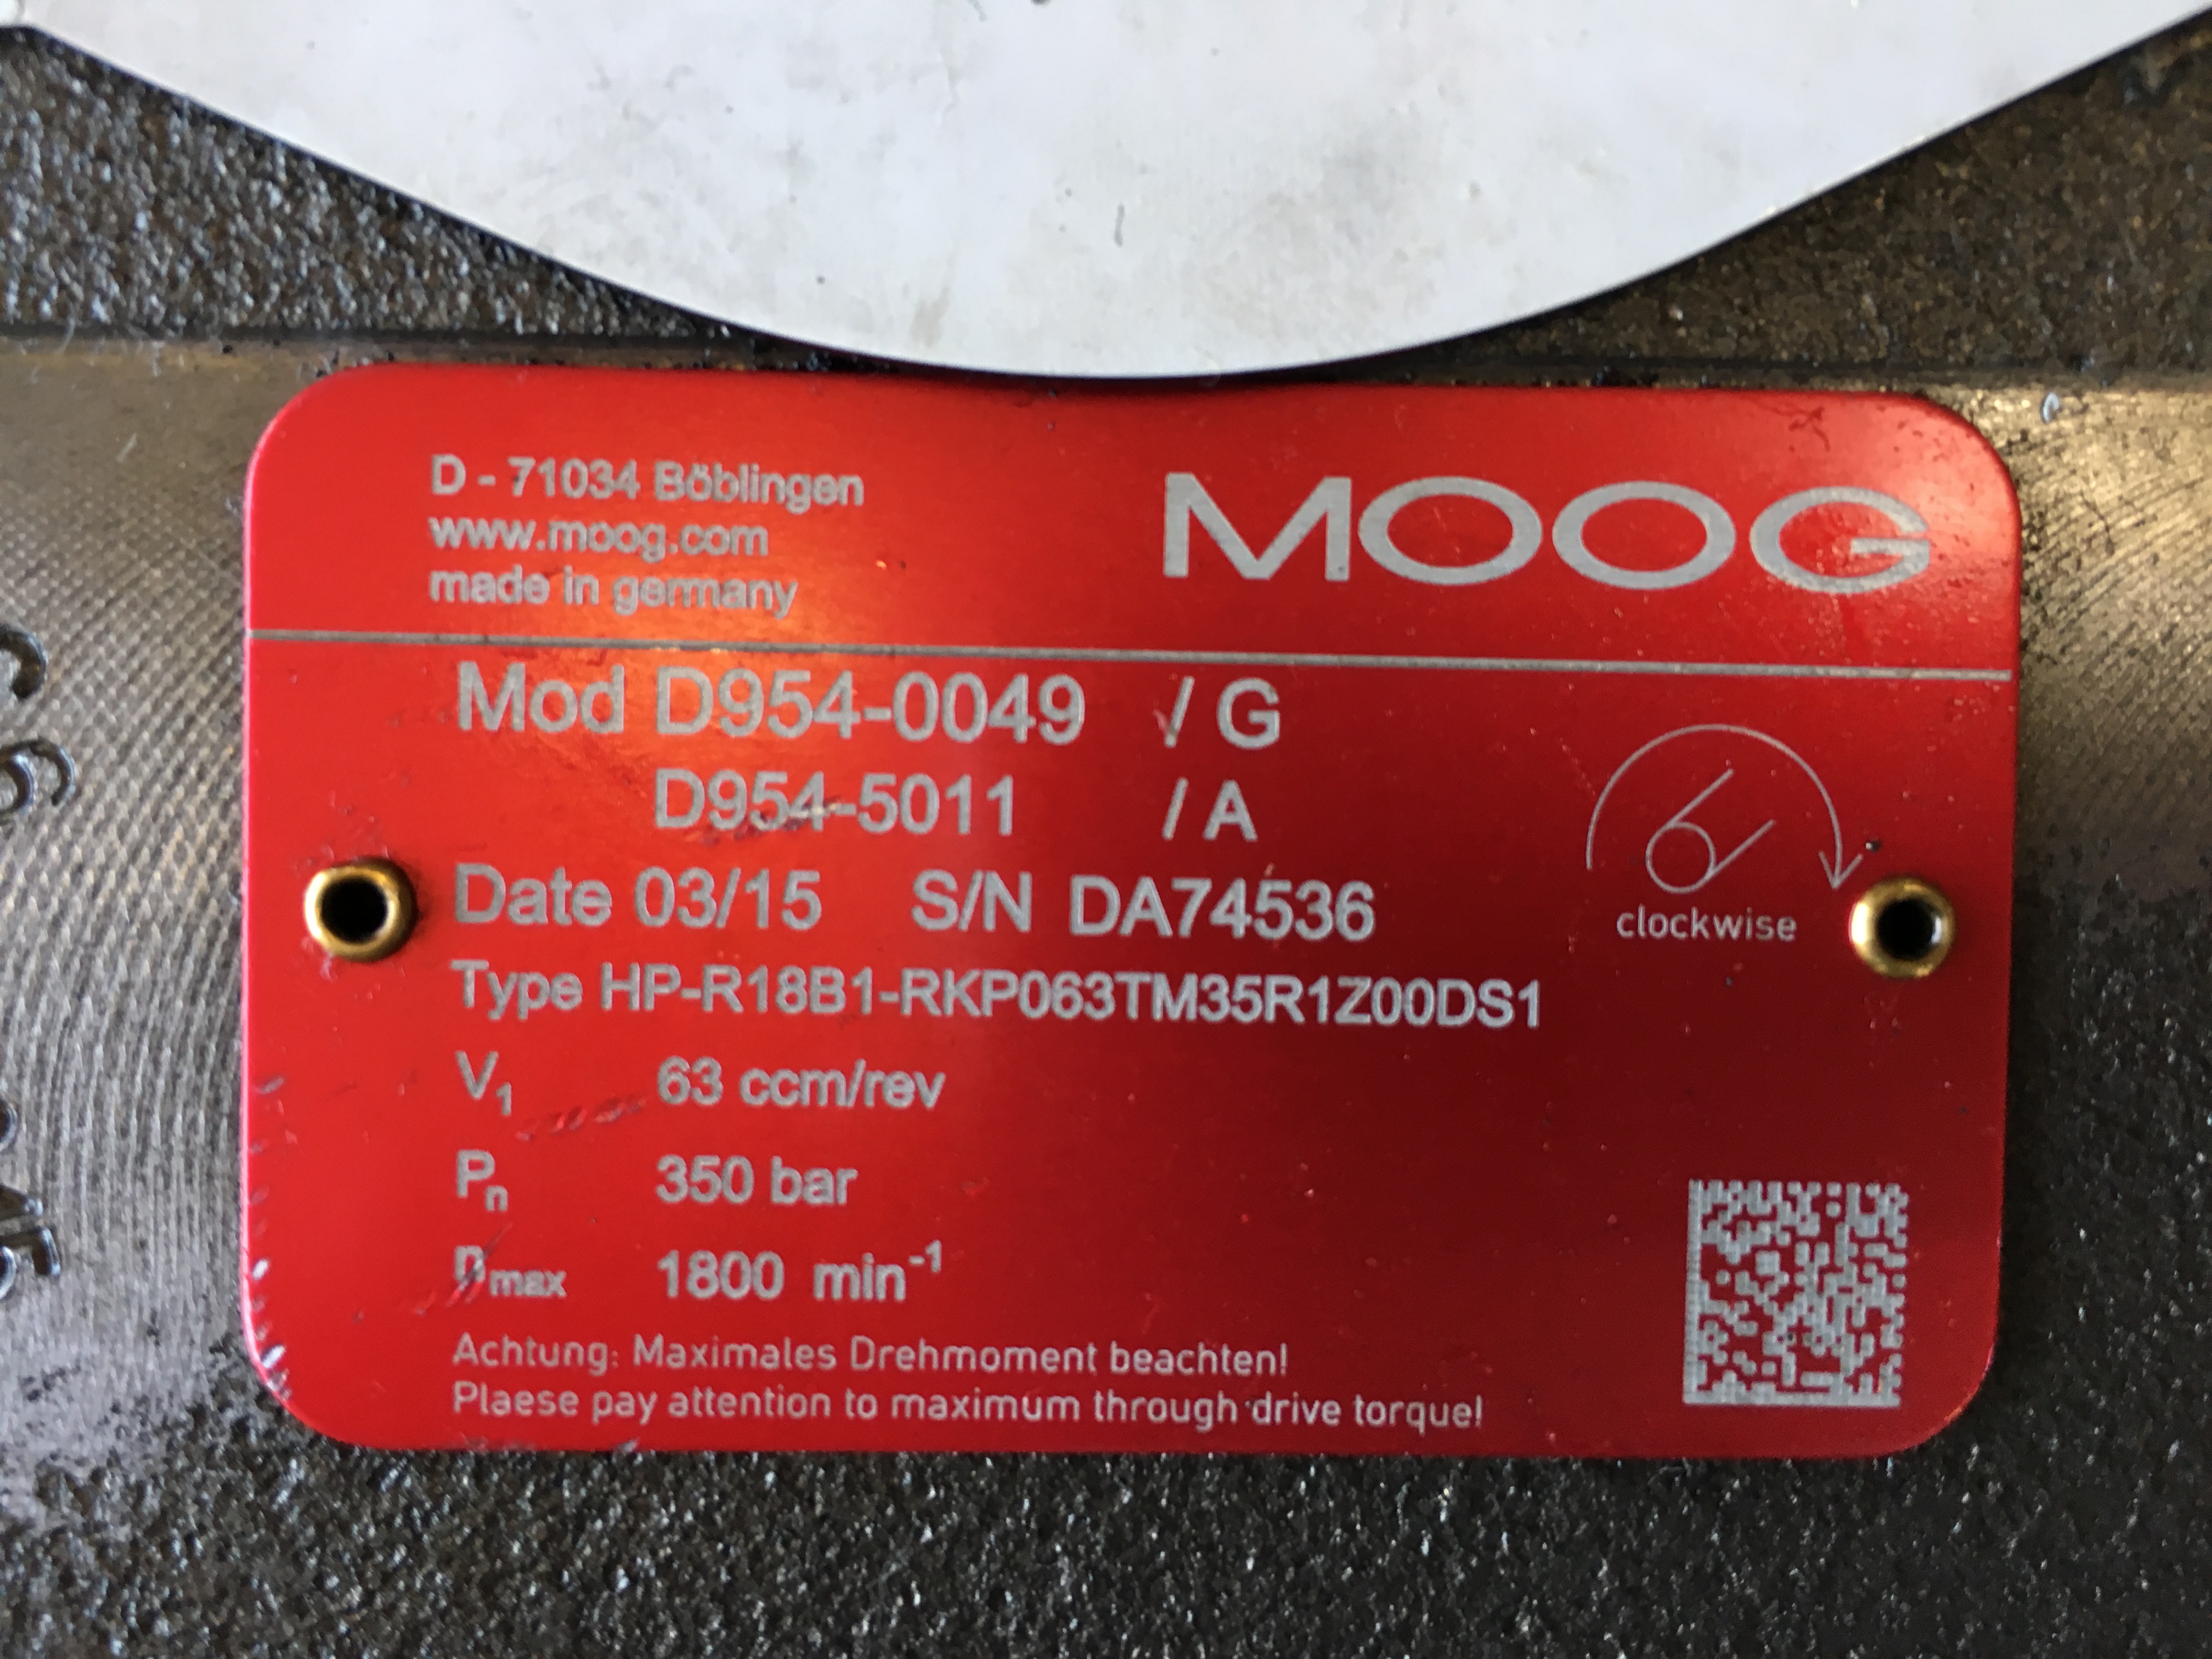 D - 71034 Böblingen
www.moog.com
made in germany
MOOG
Mod D954-0049 / G
D954-5011 / A
Date 03/15 S/N DA74536
clockwise
Type HP-R18B1-RKP063TM35R1Z00DS1
V₁ 63 ccm/rev
Pₙ 350 bar
nmax 1800 min⁻¹
Achtung: Maximales Drehmoment beachten!
Plaese pay attention to maximum through drive torque!